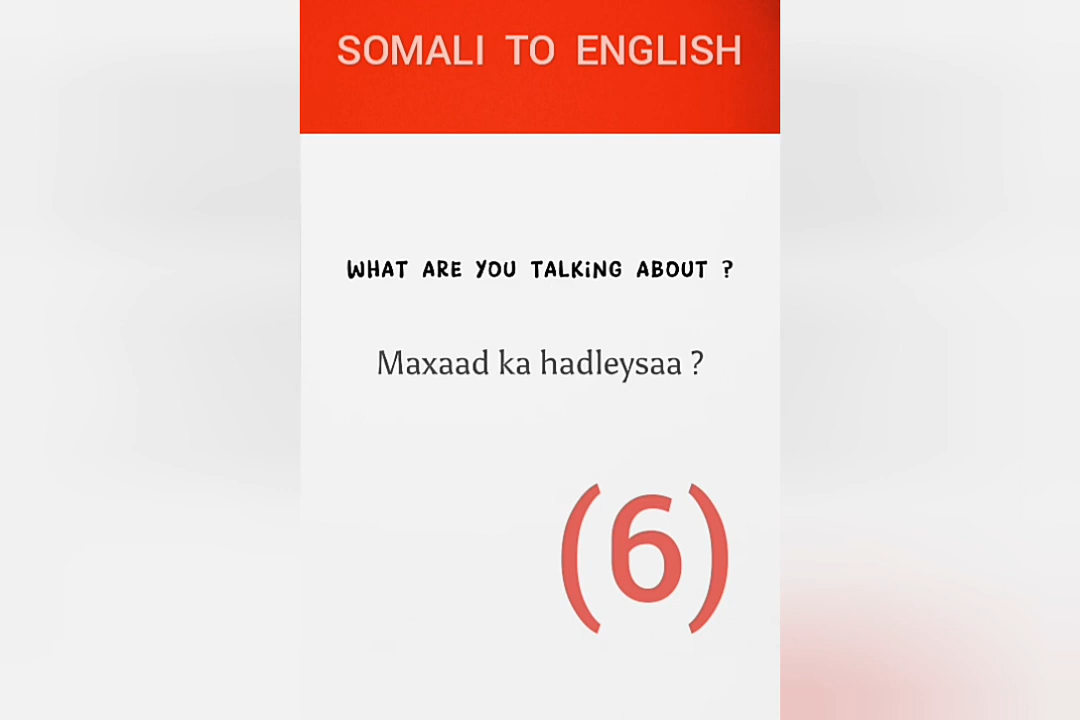 SOMALI TO ENGLISH
WHAT ARE YOU TALKING ABOUT ?
Maxaad ka hadleysaa ?
(6)